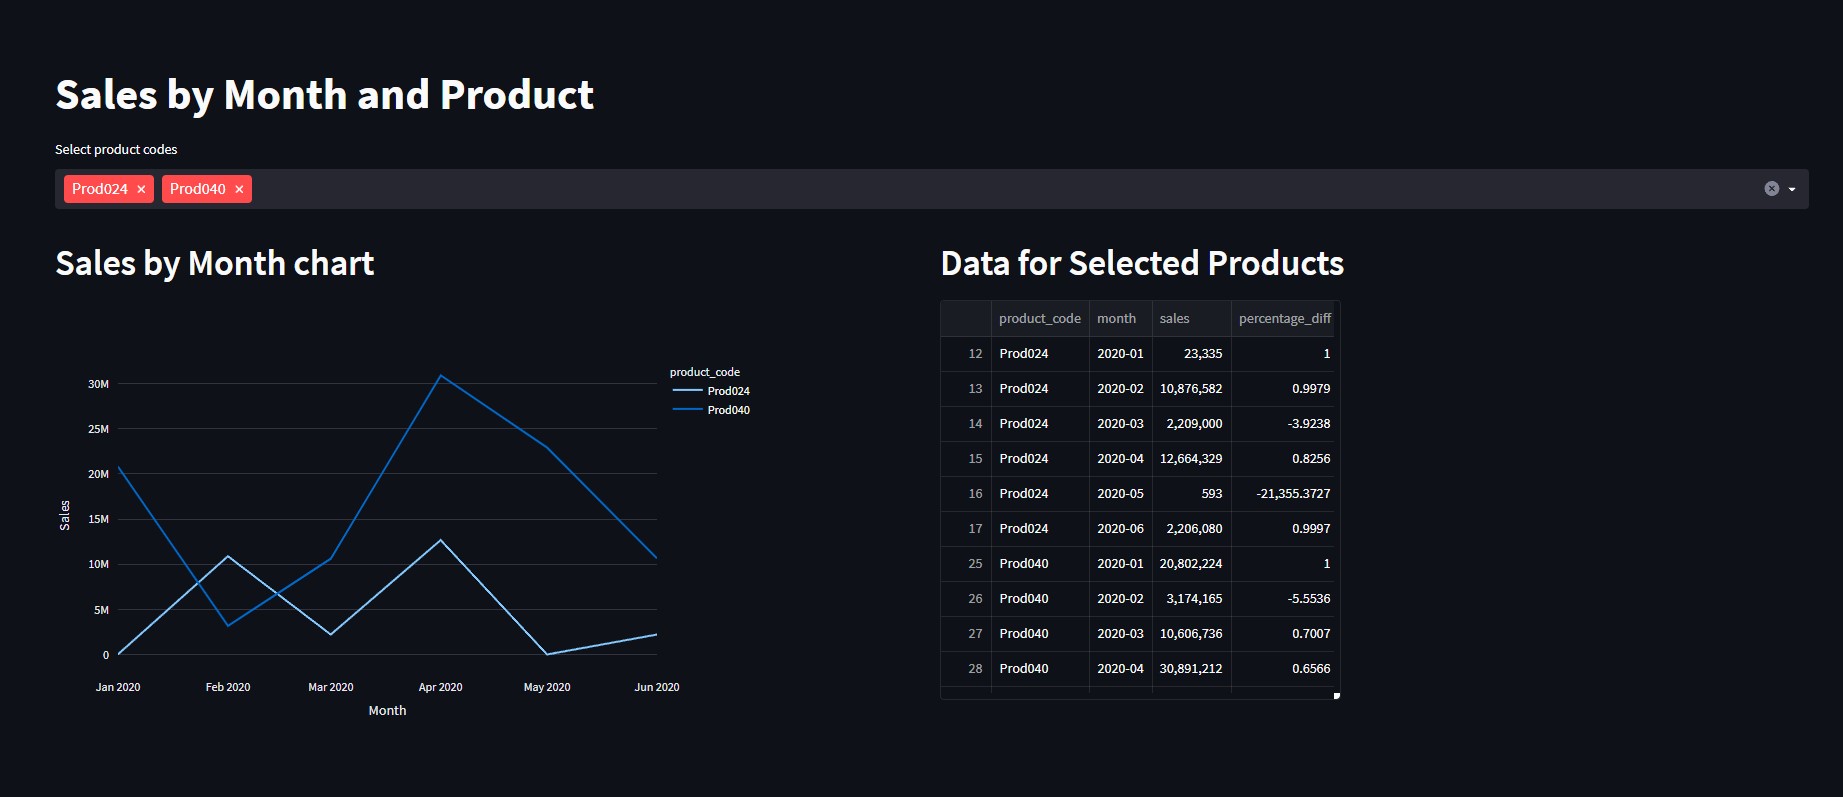 Sales by Month and Product
Select product codes
Prod024 × Prod040 ×
Sales by Month chart
30M
25M
20M
15M
10M
5M
0
Sales
Jan 2020 Feb 2020 Mar 2020 Apr 2020 May 2020 Jun 2020
Month
product_code
Prod024
Prod040
Data for Selected Products
product_code month sales percentage_diff
12 Prod024 2020-01 23,335 1
13 Prod024 2020-02 10,876,582 0.9979
14 Prod024 2020-03 2,209,000 -3.9238
15 Prod024 2020-04 12,664,329 0.8256
16 Prod024 2020-05 593 -21,355.3727
17 Prod024 2020-06 2,206,080 0.9997
25 Prod040 2020-01 20,802,224 1
26 Prod040 2020-02 3,174,165 -5.5536
27 Prod040 2020-03 10,606,736 0.7007
28 Prod040 2020-04 30,891,212 0.6566